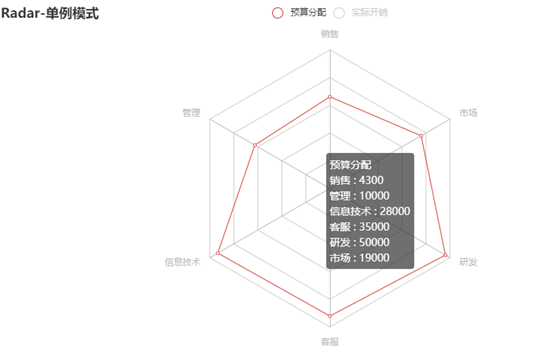 Radar-单例模式
预算分配
实际开销
销售
管理
市场
预算分配
销售 : 4300
管理 : 10000
信息技术 : 28000
客服 : 35000
研发 : 50000
市场 : 19000
信息技术
研发
客服